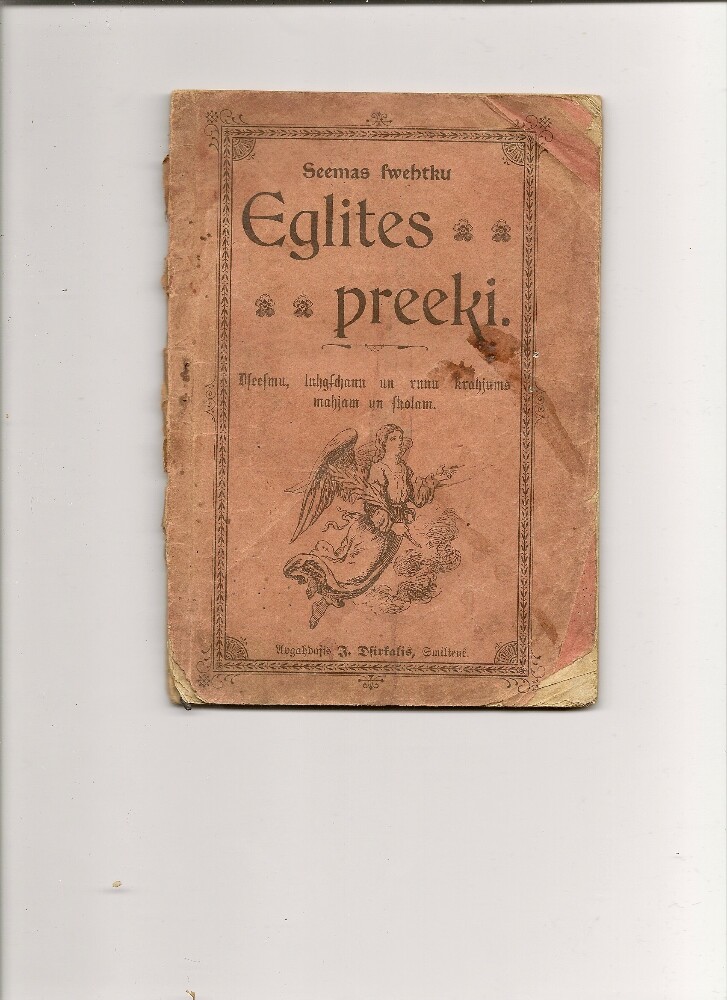 Seemas ſwehtku
Eglites
preeki.
Dſeeſmu, luhgſchanu un runu krahjums
mahjam un ſkolam.
Apgahdajis J. Dſirkalis, Smiltenē.